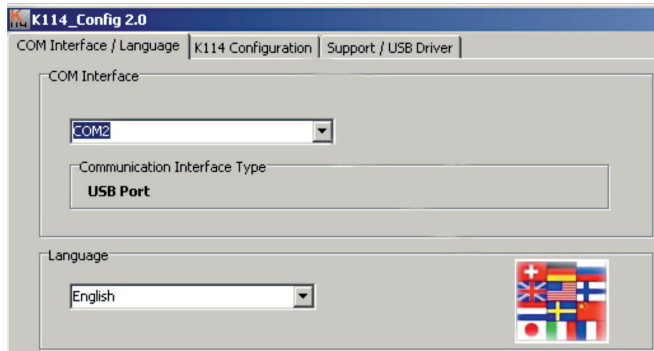 K114_Config 2.0
COM Interface / Language K114 Configuration Support / USB Driver
COM Interface
COM2
Communication Interface Type
USB Port
Language
English